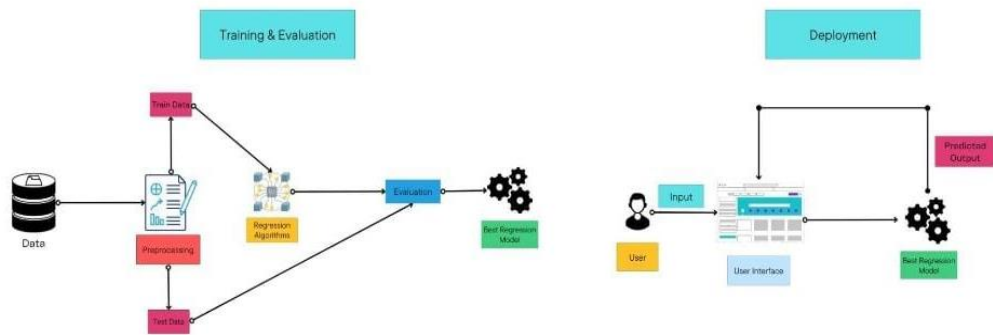 Training & Evaluation
Deployment
Train Data
Data
Preprocessing
Test Data
Regression
Algorithms
Evaluation
Best Regression
Model
Input
User
User Interface
Predicted
Output
Best Regression
Model